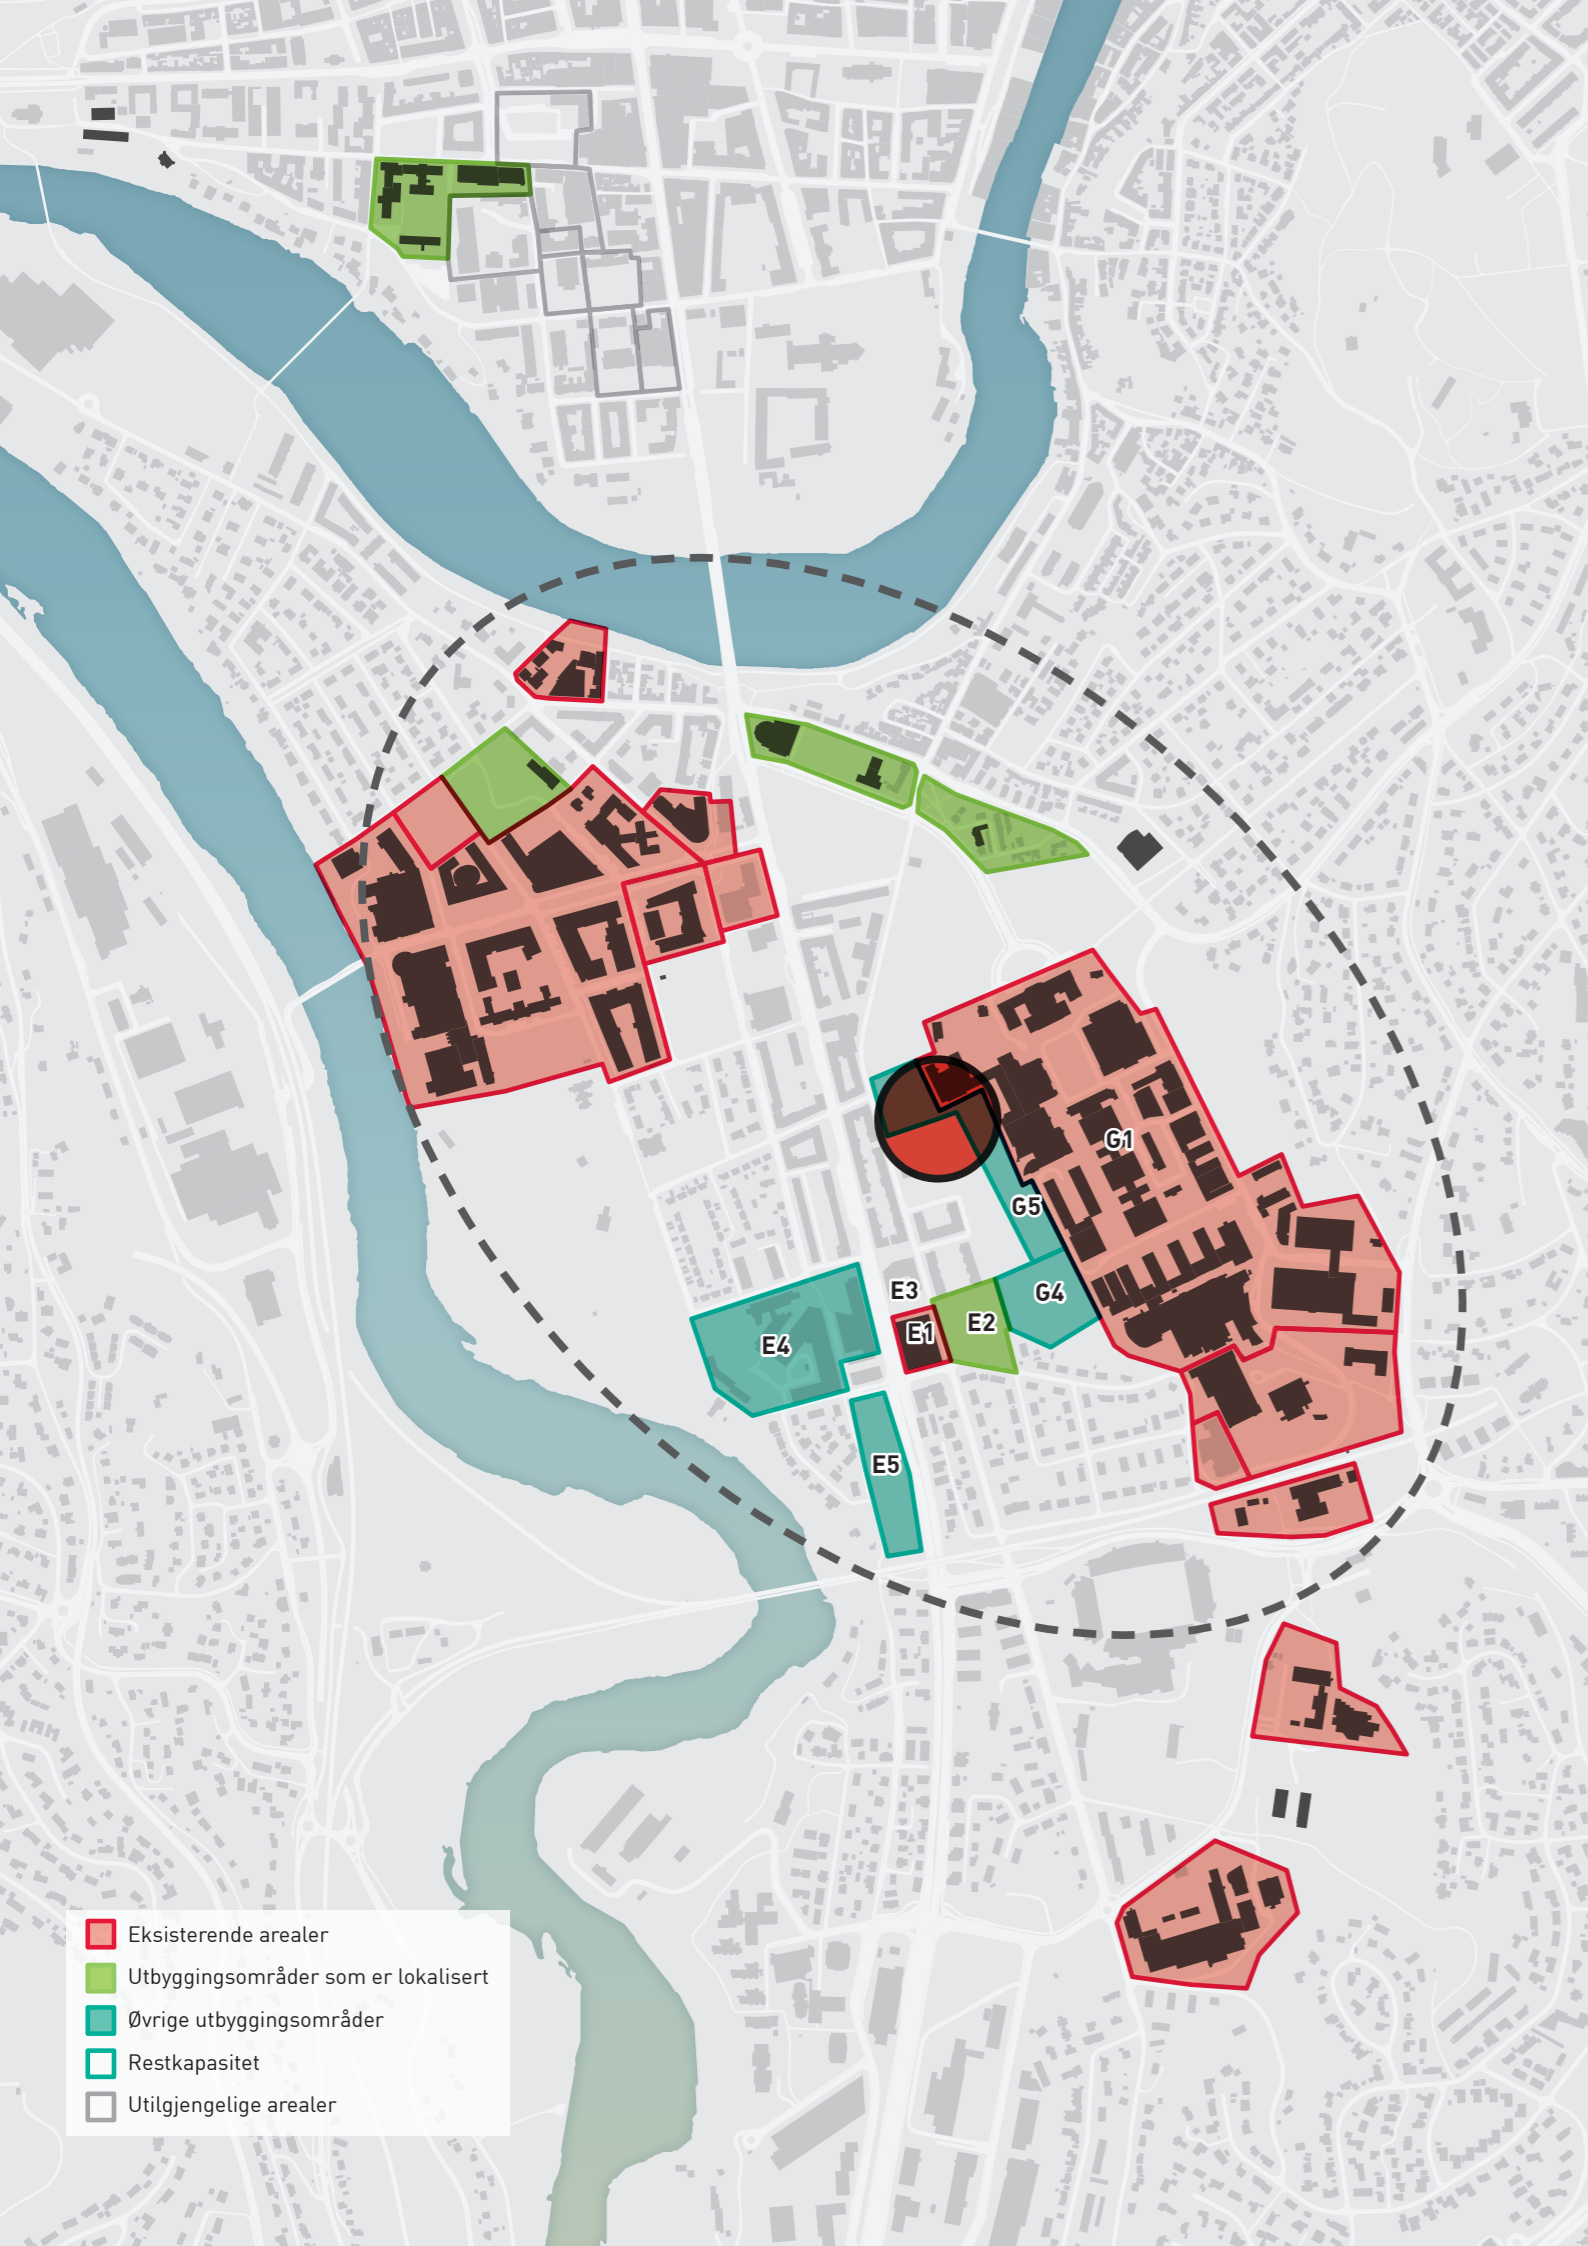 G1
G5
E3
G4
E1
E2
E4
E5
Eksisterende arealer
Utbyggingsområder som er lokalisert
Øvrige utbyggingsområder
Restkapasitet
Utilgjengelige arealer